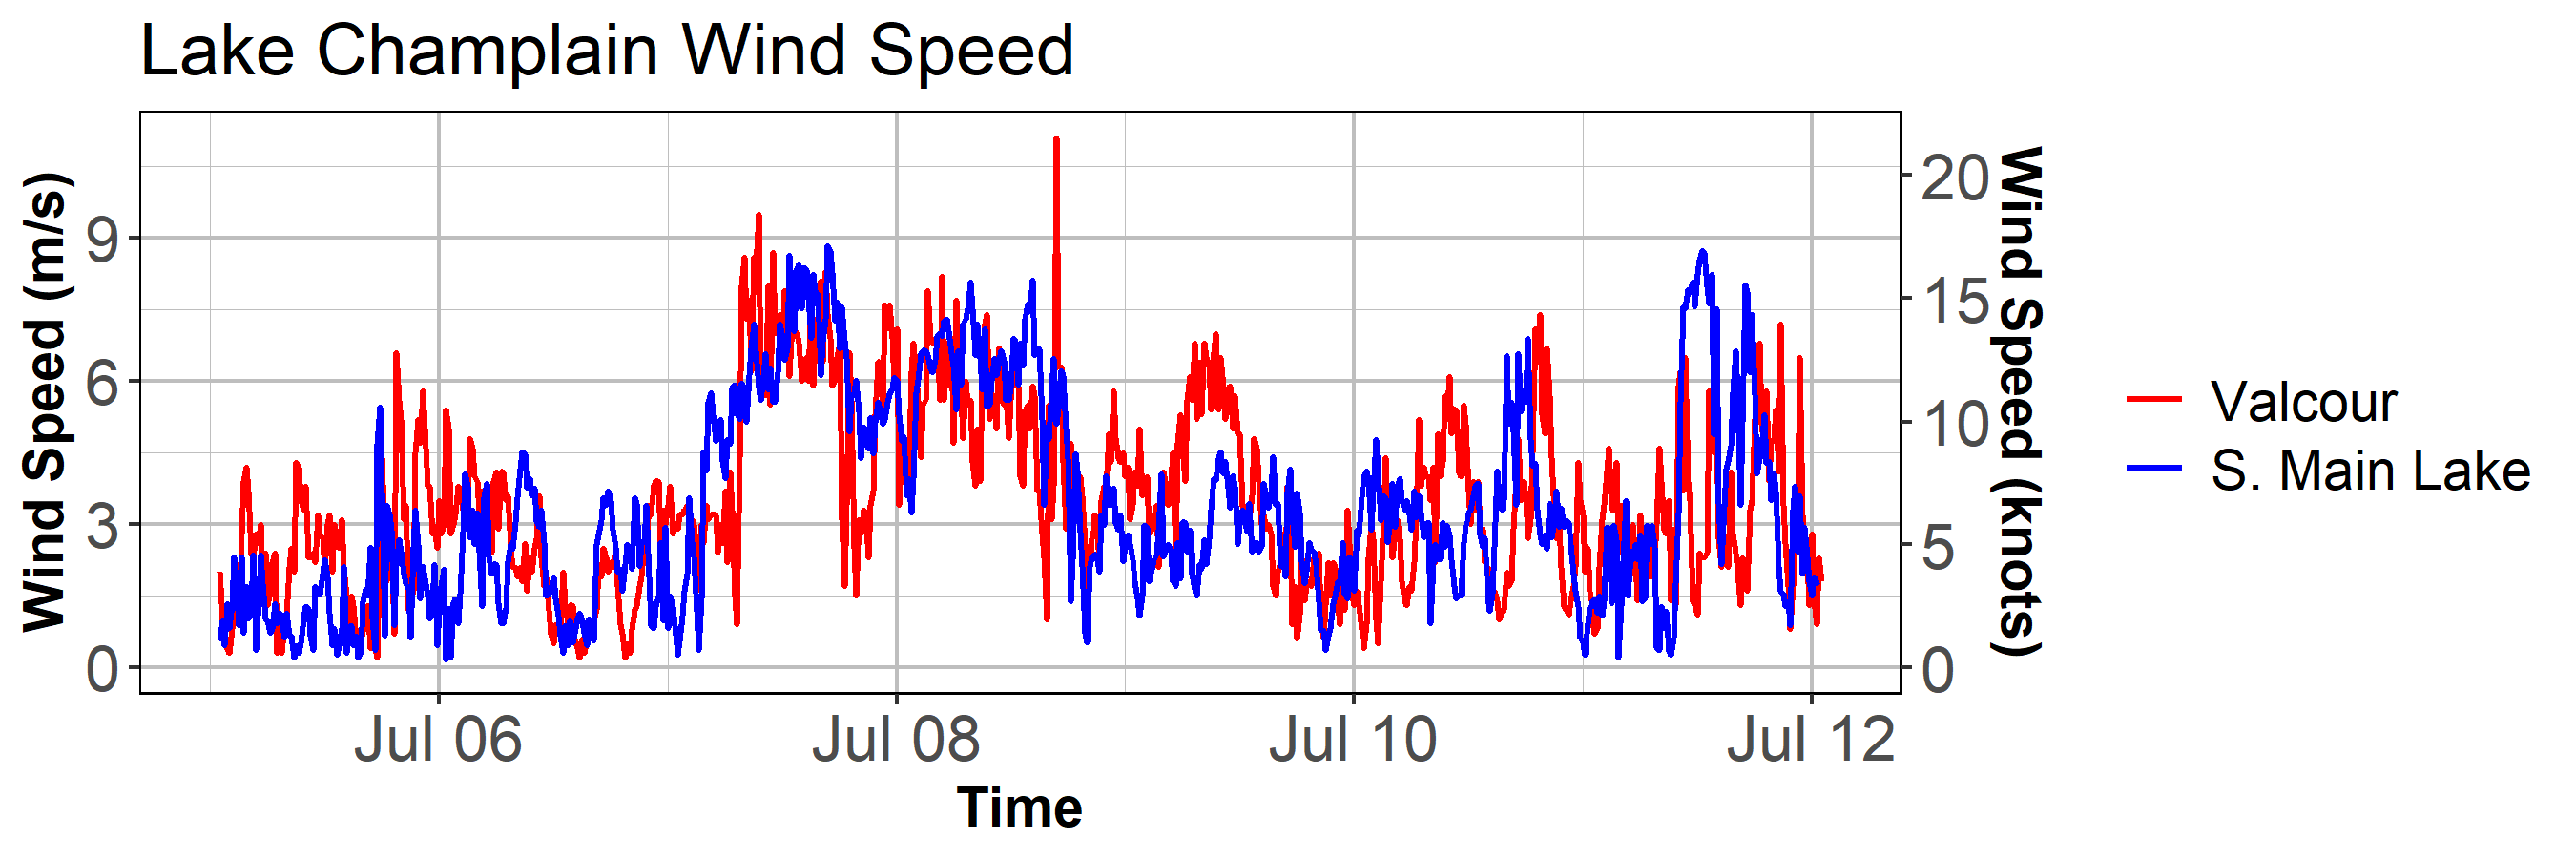 Lake Champlain Wind Speed
Wind Speed (m/s)
9
6
3
0
20
15
10
5
0
Wind Speed (knots)
Jul 06
Jul 08
Jul 10
Jul 12
Time
Valcour
S. Main Lake